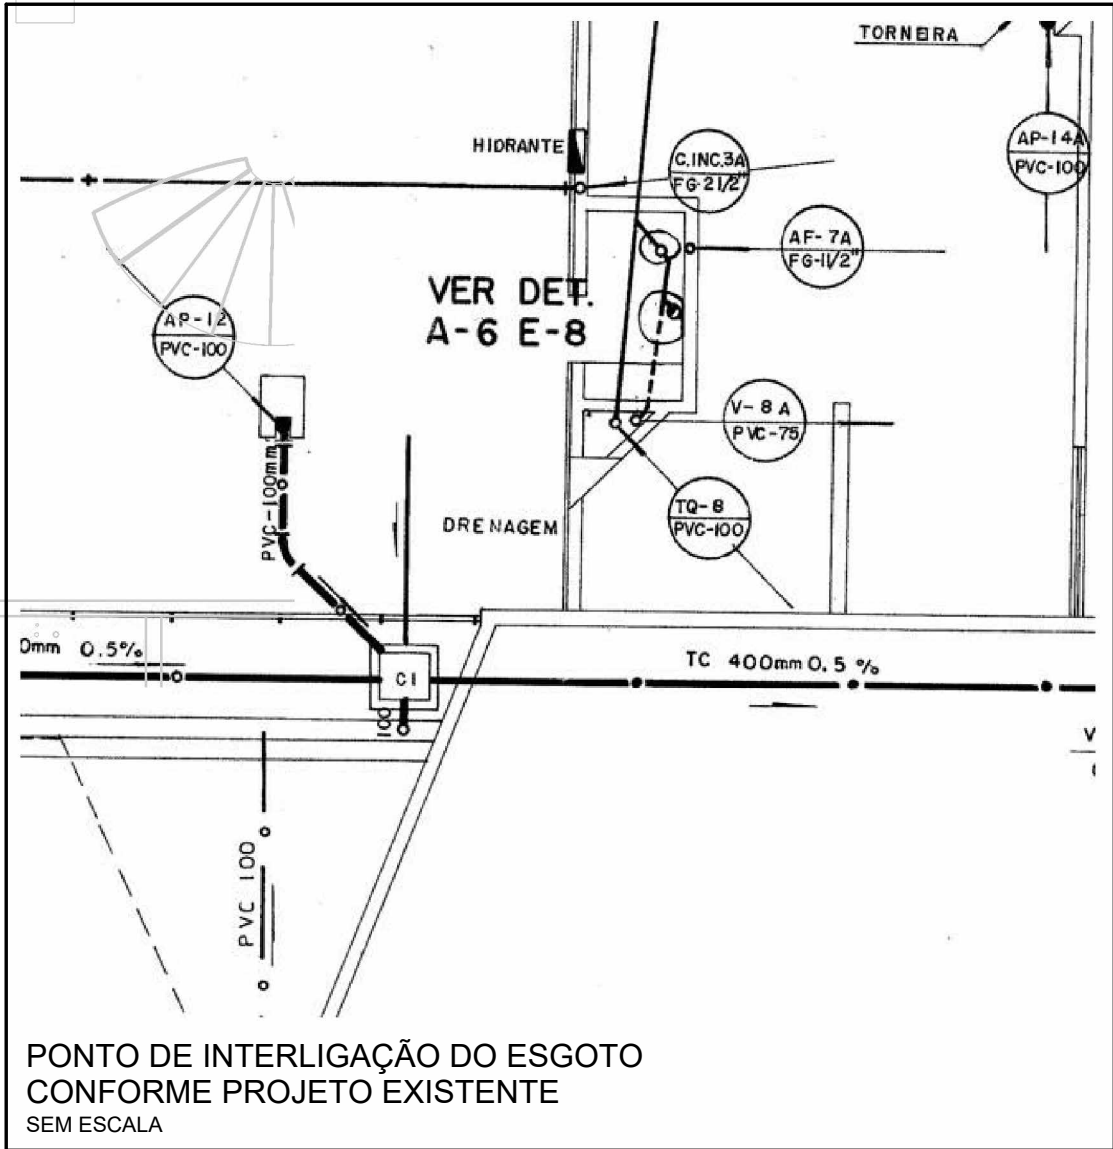 TORNEIRA
HIDRANTE
C.INC.3A
FG-21/2"
AP-14A
PVC-100
AF-7A
FG-11/2"
VER DET.
A-6 E-8
AP-12
PVC-100
V-8A
PVC-75
PVC-100mm
TQ-8
PVC-100
DRENAGEM
0mm 0.5%
CI
TC 400mm 0.5 %
100
V
PVC 100
PONTO DE INTERLIGAÇÃO DO ESGOTO
CONFORME PROJETO EXISTENTE
SEM ESCALA